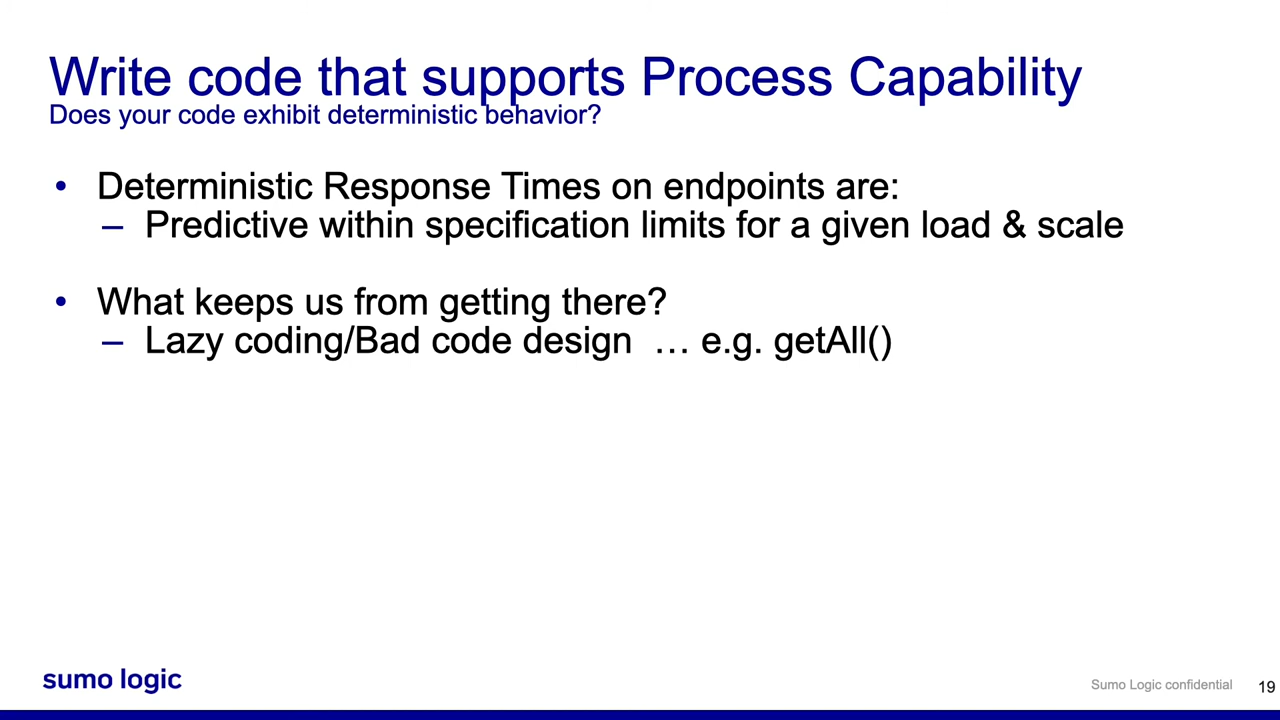 Write code that supports Process Capability
Does your code exhibit deterministic behavior?
• Deterministic Response Times on endpoints are:
– Predictive within specification limits for a given load & scale
• What keeps us from getting there?
– Lazy coding/Bad code design … e.g. getAll()
sumo logic
Sumo Logic confidential 19